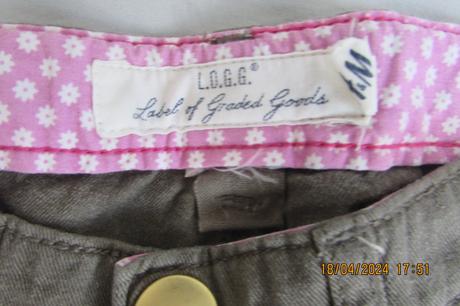 L.O.G.G.®
Label of Graded Goods
H&M
18/04/2024 17:51